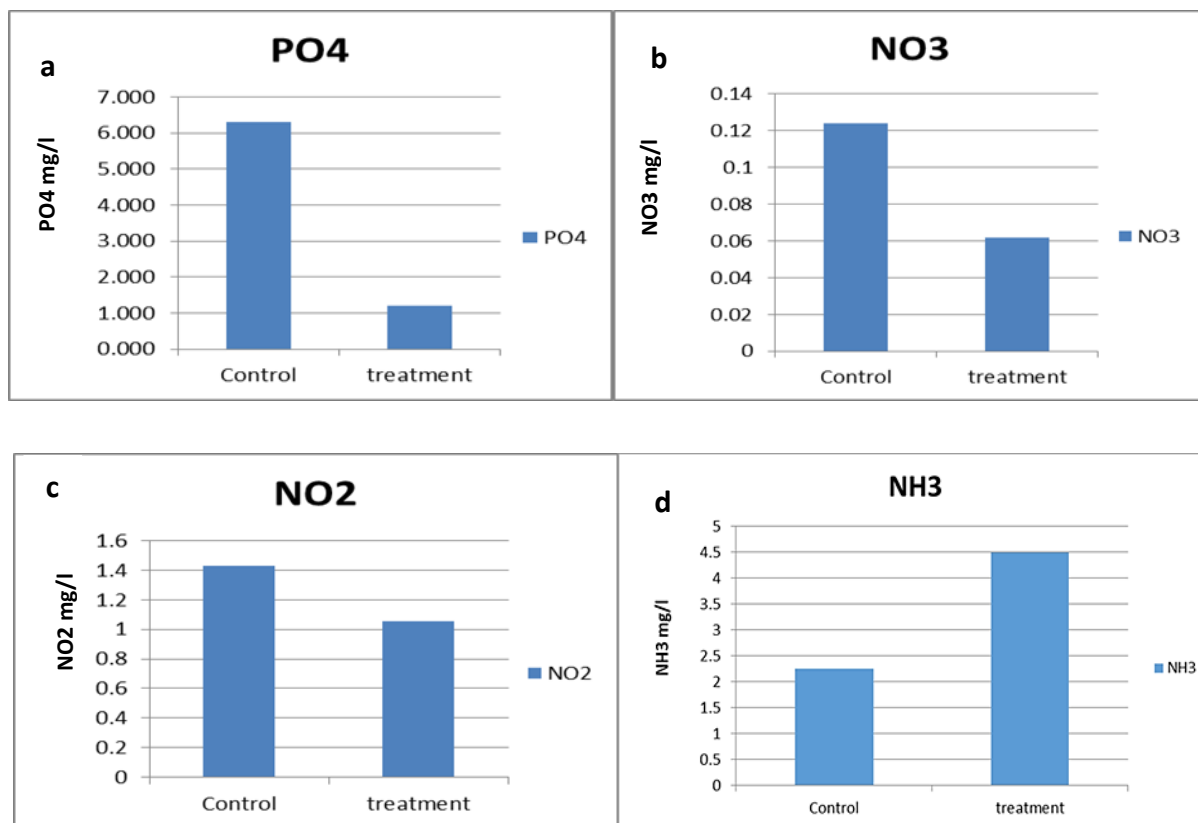 a
PO4
7.000
6.000
5.000
4.000
3.000
2.000
1.000
0.000
PO4 mg/l
Control treatment
PO4
b
NO3
0.14
0.12
0.1
0.08
0.06
0.04
0.02
0
NO3 mg/l
Control treatment
NO3
c
NO2
1.6
1.4
1.2
1
0.8
0.6
0.4
0.2
0
NO2 mg/l
Control treatment
NO2
d
NH3
5
4.5
4
3.5
3
2.5
2
1.5
1
0.5
0
NH3 mg/l
Control treatment
NH3